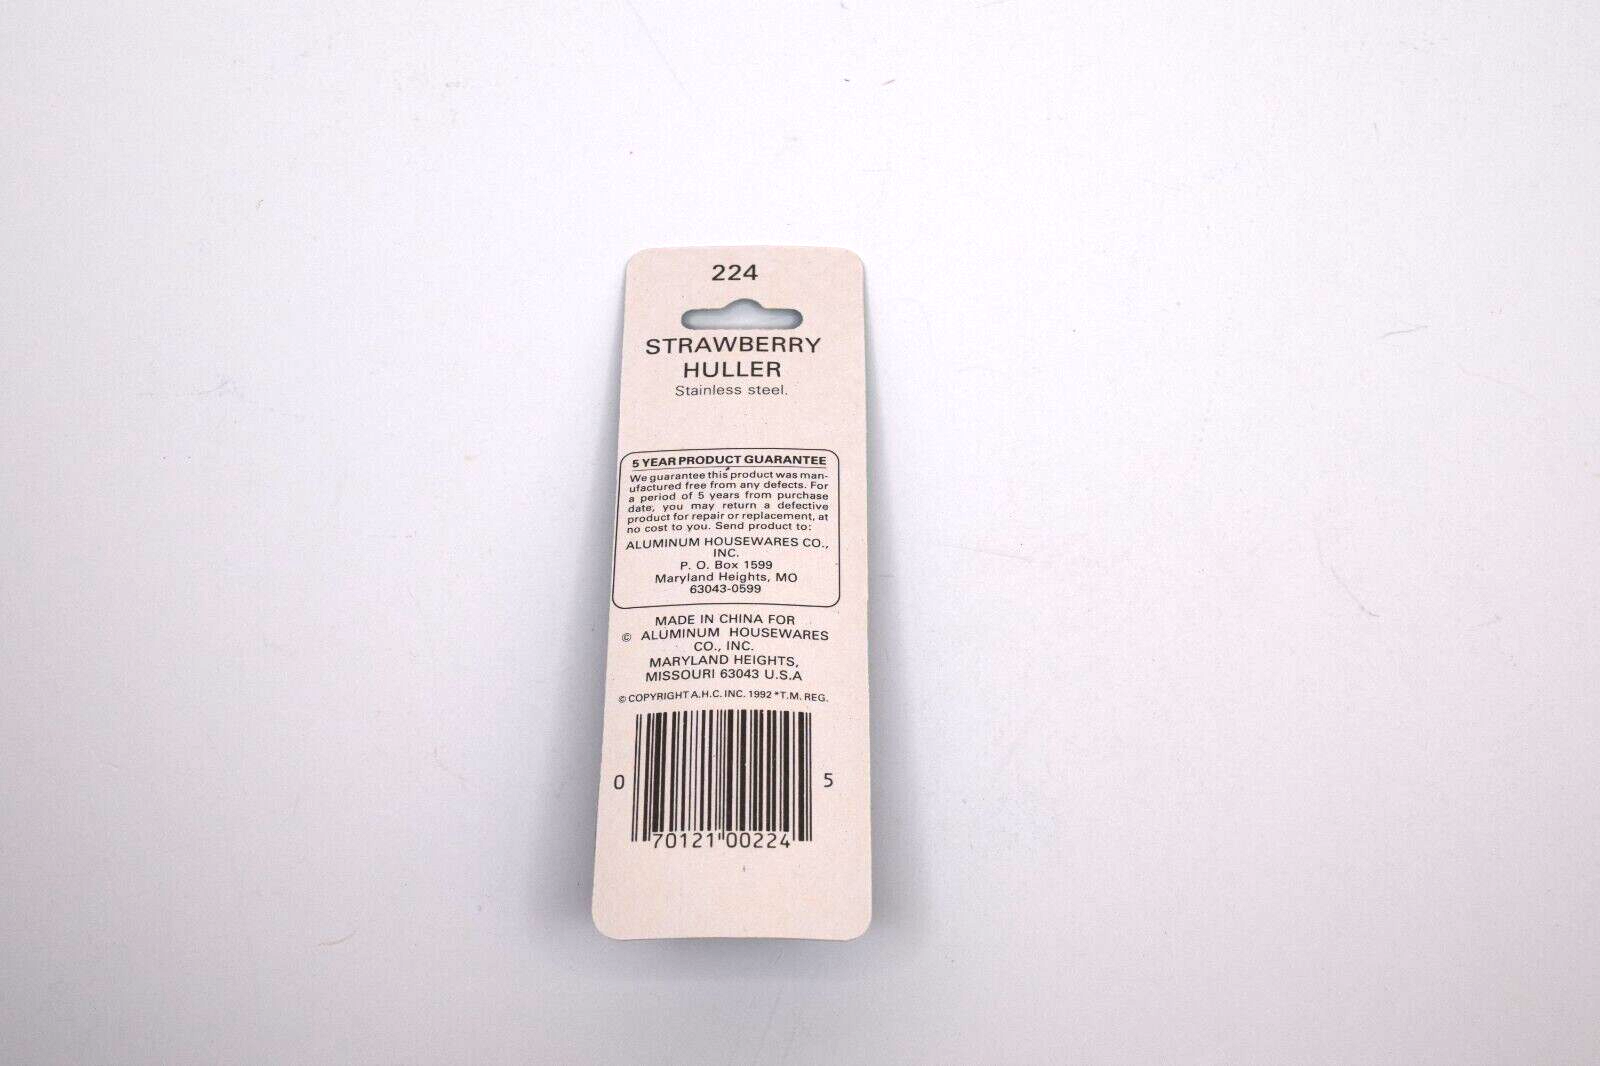 224
STRAWBERRY
HULLER
Stainless steel.
5 YEAR PRODUCT GUARANTEE
We guarantee this product was man-
ufactured free from any defects. For
a period of 5 years from purchase
date, you may return a defective
product for repair or replacement, at
no cost to you. Send product to:
ALUMINUM HOUSEWARES CO.,
INC.
P. O. Box 1599
Maryland Heights, MO
63043-0599
MADE IN CHINA FOR
© ALUMINUM HOUSEWARES
CO., INC.
MARYLAND HEIGHTS,
MISSOURI 63043 U.S.A
© COPYRIGHT A.H.C. INC. 1992 *T.M. REG.
0 70121 00224 5